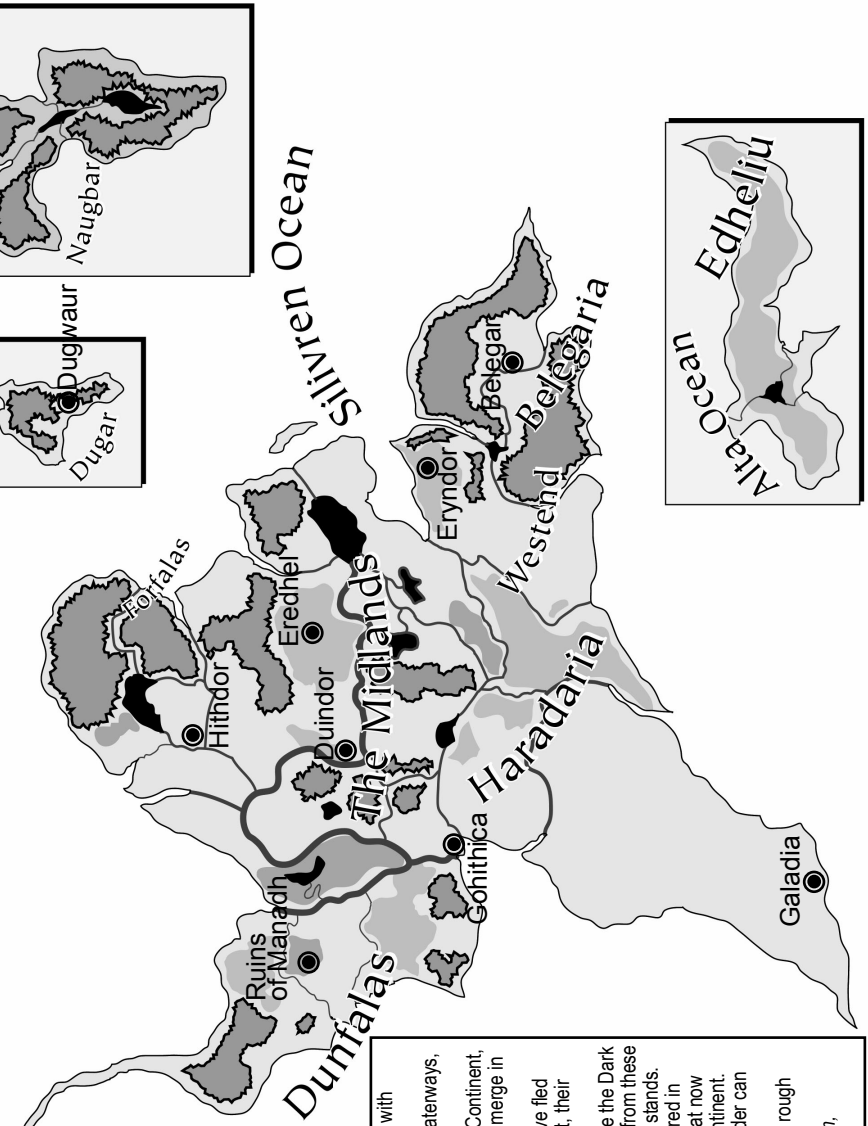 Naugbar
Dugwaur
Dugar
Silivren Ocean
Forfalas
Hithdor
Eredhel
Duindor
The Midlands
Eryndor
Belegar
Belegaria
Westend
Haradaria
Gohithica
Galadia
Ruins
of Manadh
Dunfalas
Edheliu
Alta Ocean
with
aterways,
Continent,
merge in
ve fled
t, their
e the Dark
from these
stands.
red in
at now
ntinent.
der can
rough